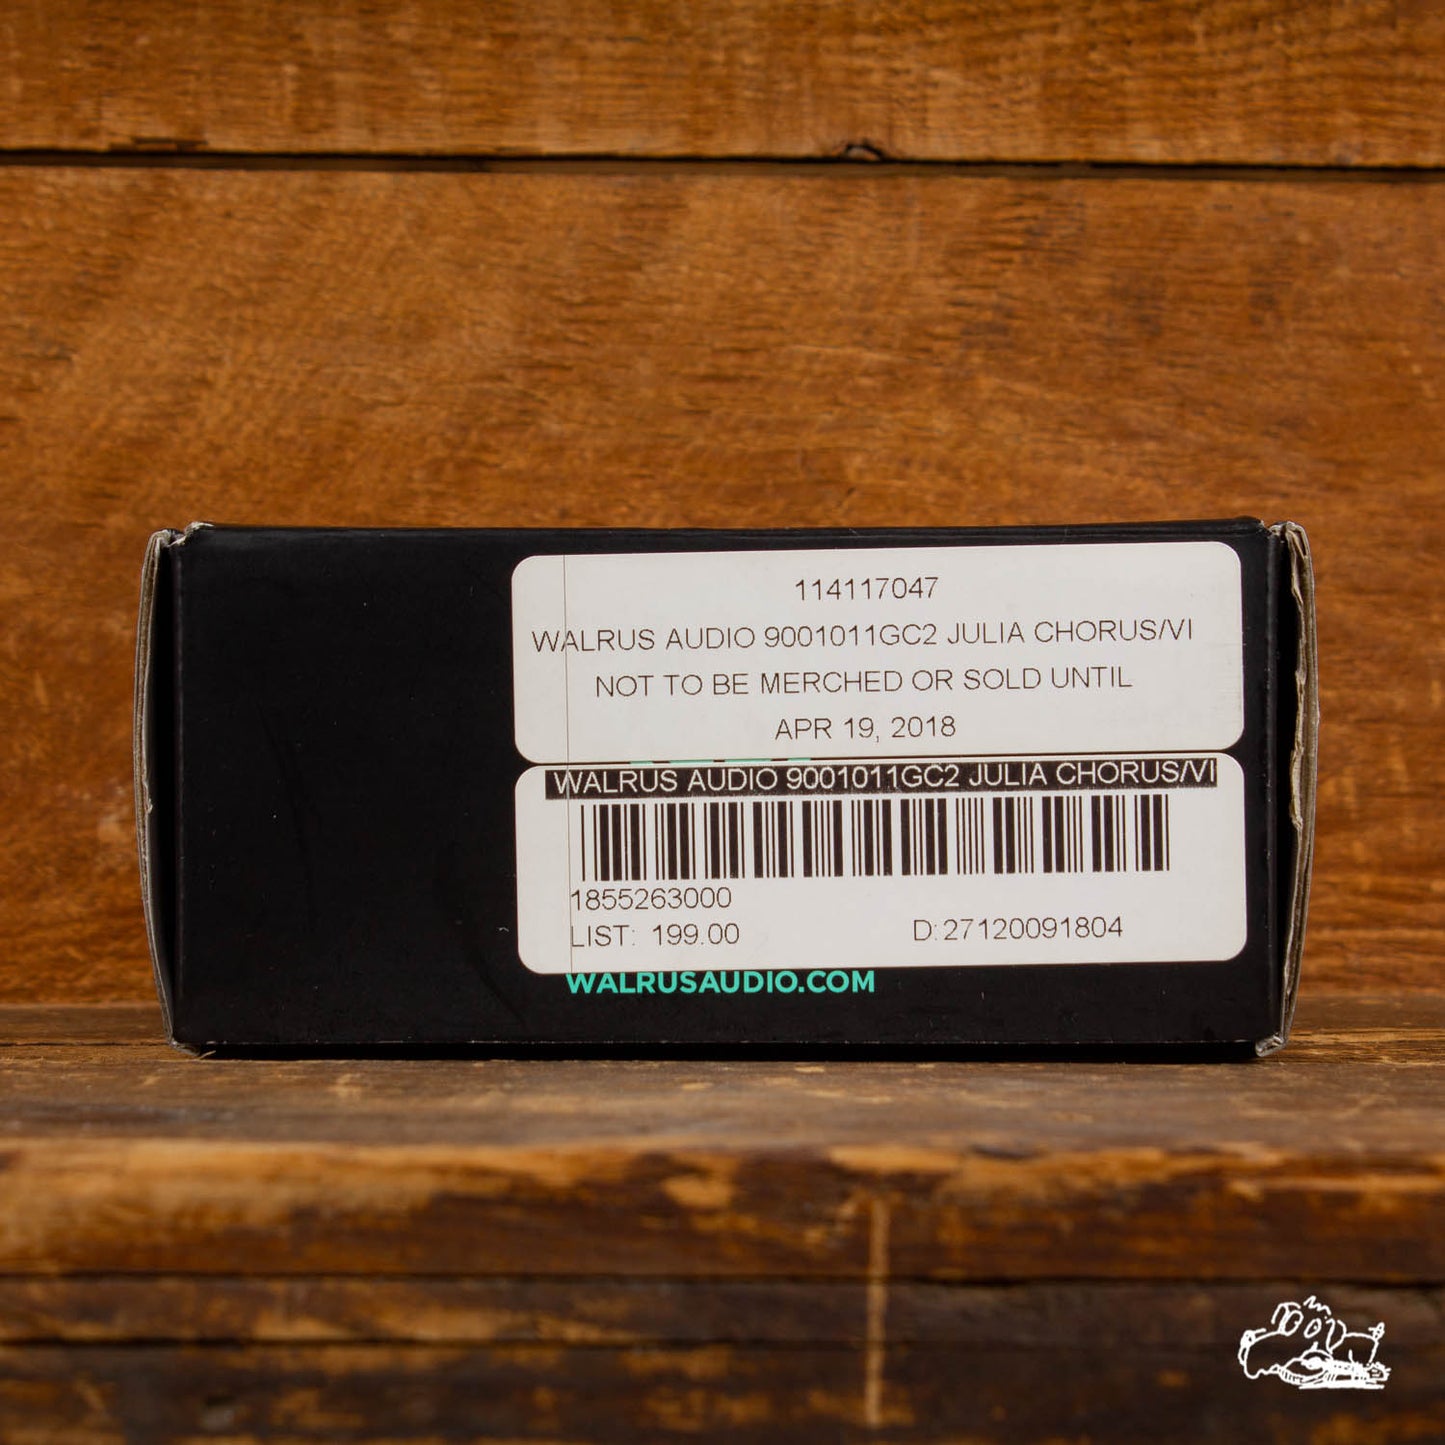 114117047
WALRUS AUDIO 9001011GC2 JULIA CHORUS/VI
NOT TO BE MERCHED OR SOLD UNTIL
APR 19, 2018
WALRUS AUDIO 9001011GC2 JULIA CHORUS/VI
1855263000
LIST: 199.00 D:27120091804
WALRUSAUDIO.COM